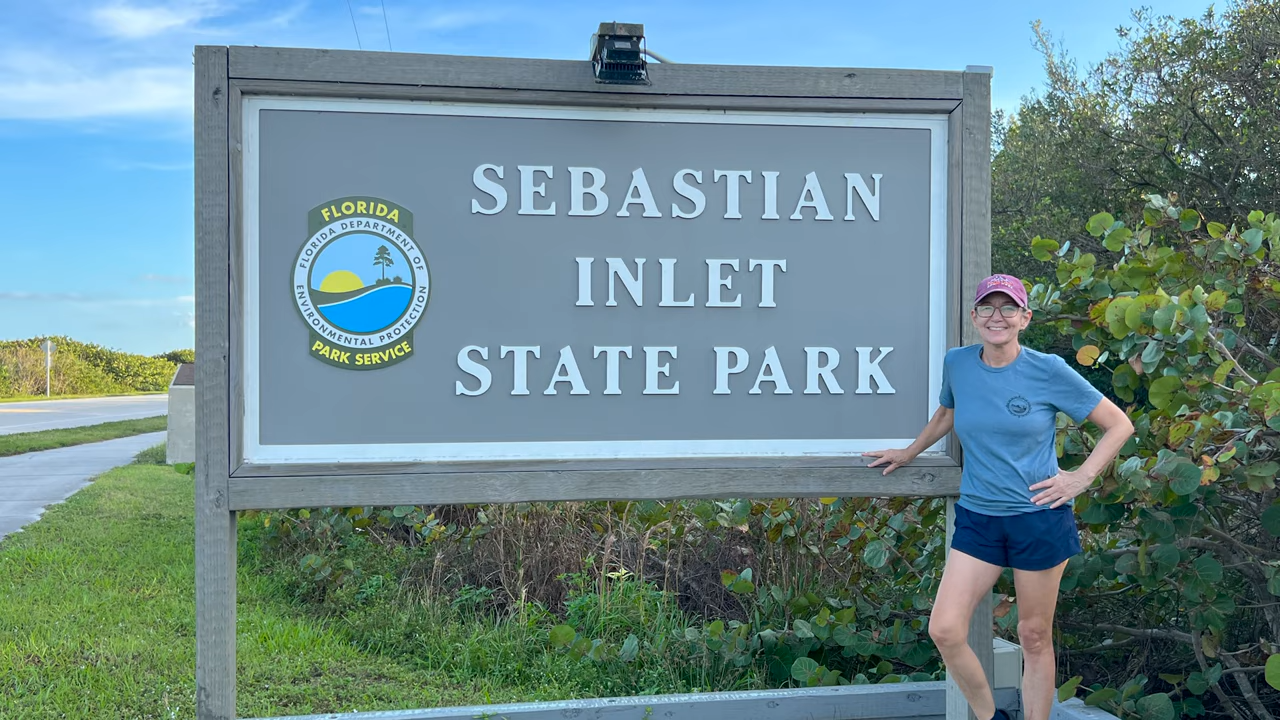 SEBASTIAN
INLET
STATE PARK
FLORIDA
FLORIDA DEPARTMENT OF
ENVIRONMENTAL PROTECTION
PARK SERVICE